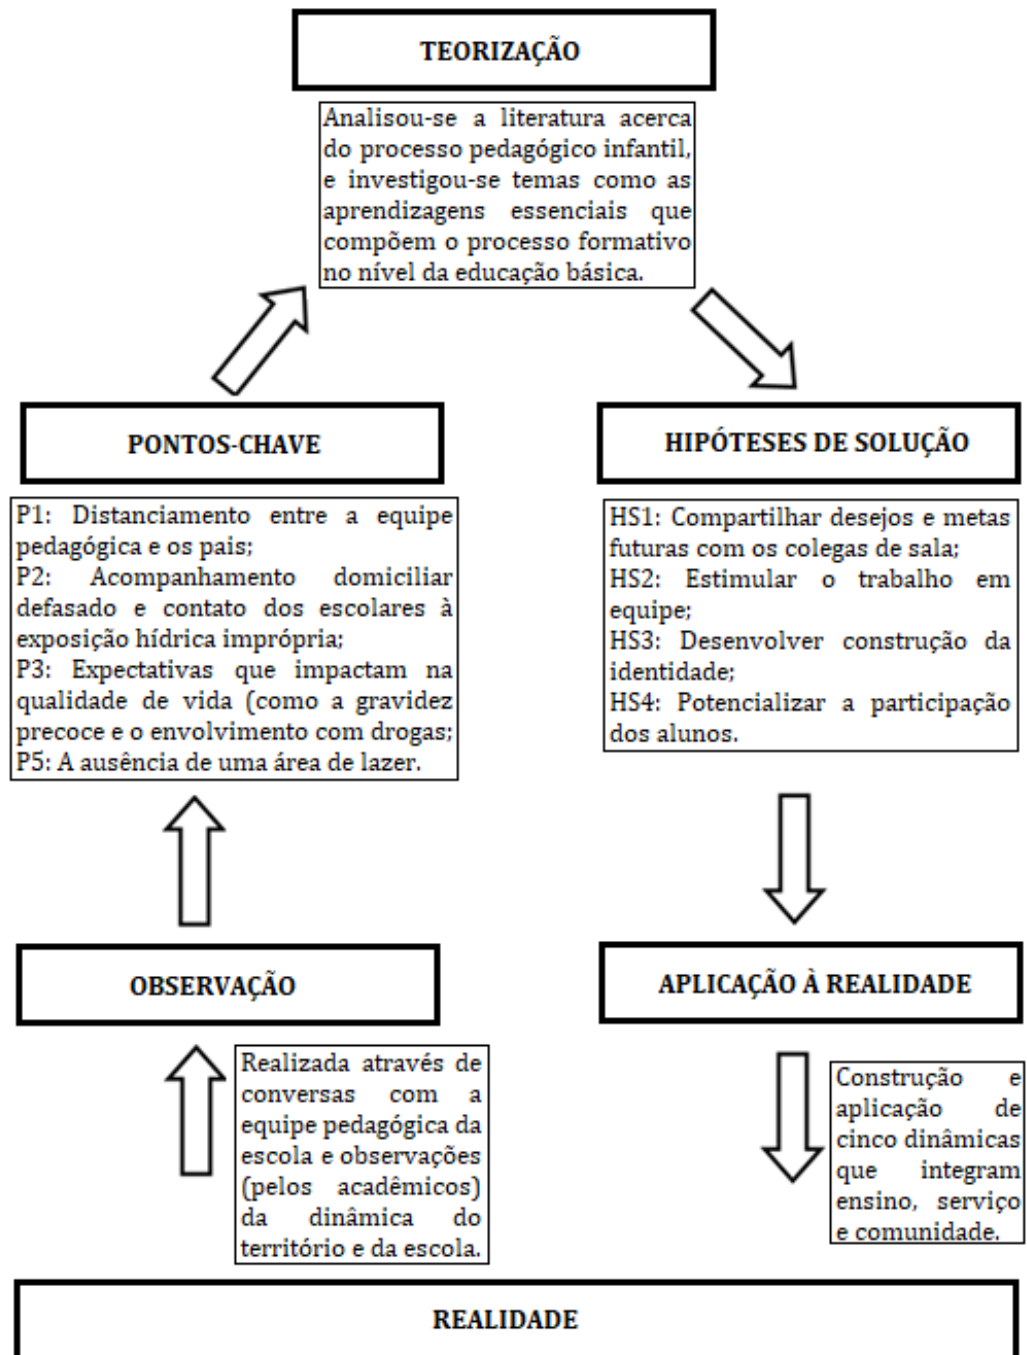 TEORIZAÇÃO
Analisou-se a literatura acerca
do processo pedagógico infantil,
e investigou-se temas como as
aprendizagens essenciais que
compõem o processo formativo
no nível da educação básica.
PONTOS-CHAVE
P1: Distanciamento entre a equipe
pedagógica e os pais;
P2: Acompanhamento domiciliar
defasado e contato dos escolares à
exposição hídrica imprópria;
P3: Expectativas que impactam na
qualidade de vida (como a gravidez
precoce e o envolvimento com drogas;
P5: A ausência de uma área de lazer.
HIPÓTESES DE SOLUÇÃO
HS1: Compartilhar desejos e metas
futuras com os colegas de sala;
HS2: Estimular o trabalho em
equipe;
HS3: Desenvolver construção da
identidade;
HS4: Potencializar a participação
dos alunos.
OBSERVAÇÃO
Realizada através de
conversas com a
equipe pedagógica da
escola e observações
(pelos acadêmicos)
da dinâmica do
território e da escola.
APLICAÇÃO À REALIDADE
Construção e
aplicação de
cinco dinâmicas
que integram
ensino, serviço
e comunidade.
REALIDADE